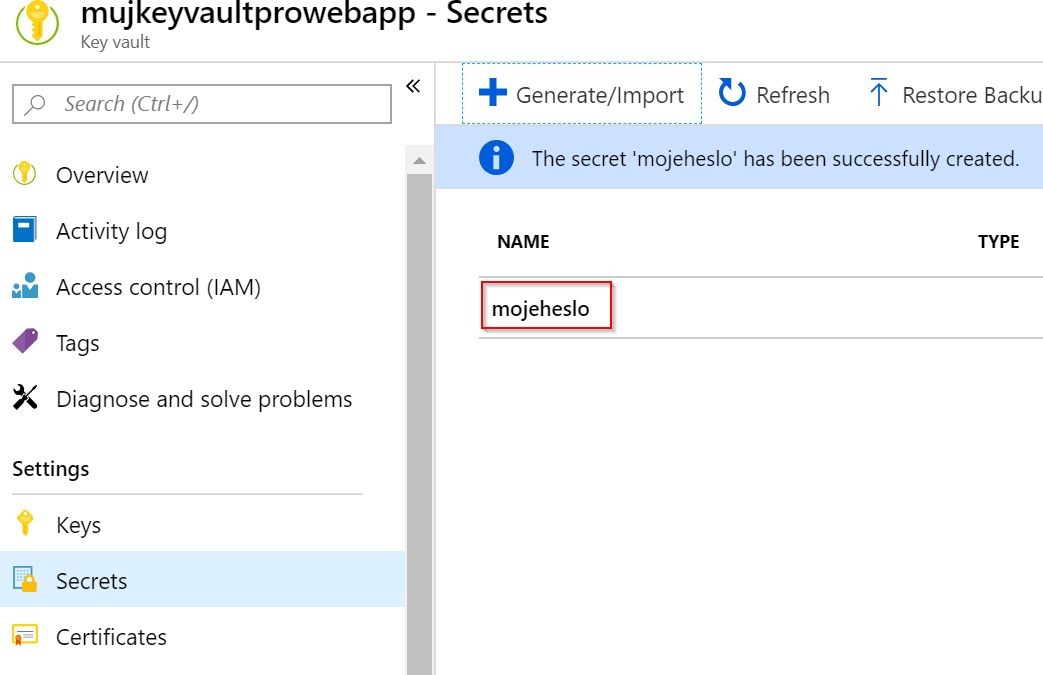 mujkeyvaultprowebapp - Secrets
Key vault
Search (Ctrl+/)
«
Overview
Activity log
Access control (IAM)
Tags
Diagnose and solve problems
Settings
Keys
Secrets
Certificates
Generate/Import
Refresh
Restore Backu
The secret 'mojeheslo' has been successfully created.
NAME
TYPE
mojeheslo